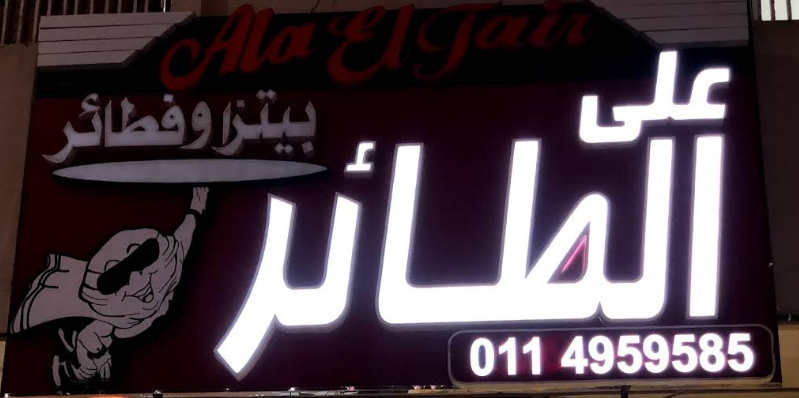 Ala El Tair
على
الطائر
بيتزا وفطائر
011 4959585